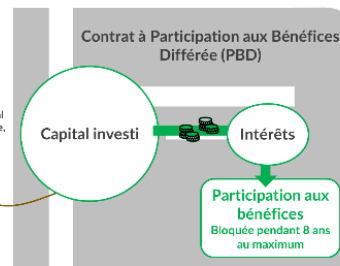 Contrat à Participation aux Bénéfices
Différée (PBD)
Capital investi
Intérêts
Participation aux
bénéfices
Bloquée pendant 8 ans
au maximum